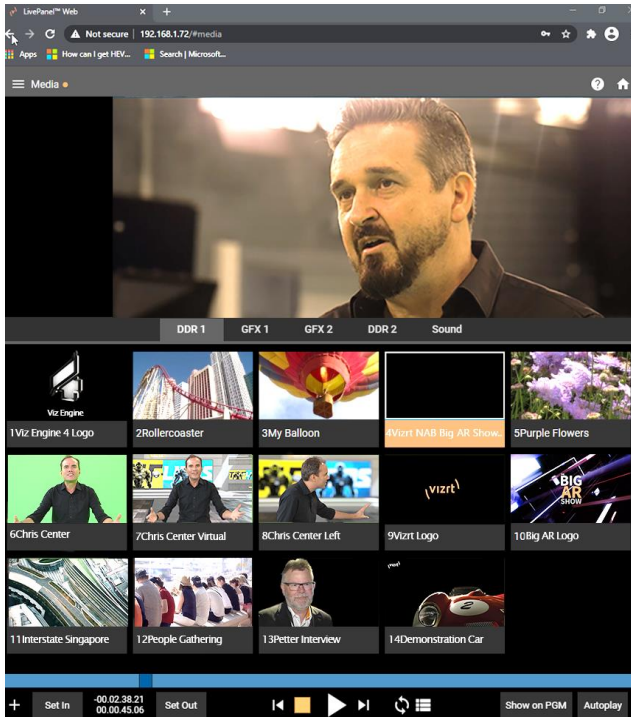 LivePanel™ Web
Not secure 192.168.1.72/#media
Apps How can I get HEV... Search | Microsoft...
Media
DDR 1 GFX 1 GFX 2 DDR 2 Sound
Viz Engine
1Viz Engine 4 Logo 2Rollercoaster 3My Balloon 4Vizrt NAB Big AR Show.. 5Purple Flowers
vizrt
BIG
AR
SHOW
6Chris Center 7Chris Center Virtual 8Chris Center Left 9Vizrt Logo 10Big AR Logo
2
11Interstate Singapore 12People Gathering 13Petter Interview 14Demonstration Car
Set In -00.02.38.21 Set Out Show on PGM Autoplay
00.00.45.06